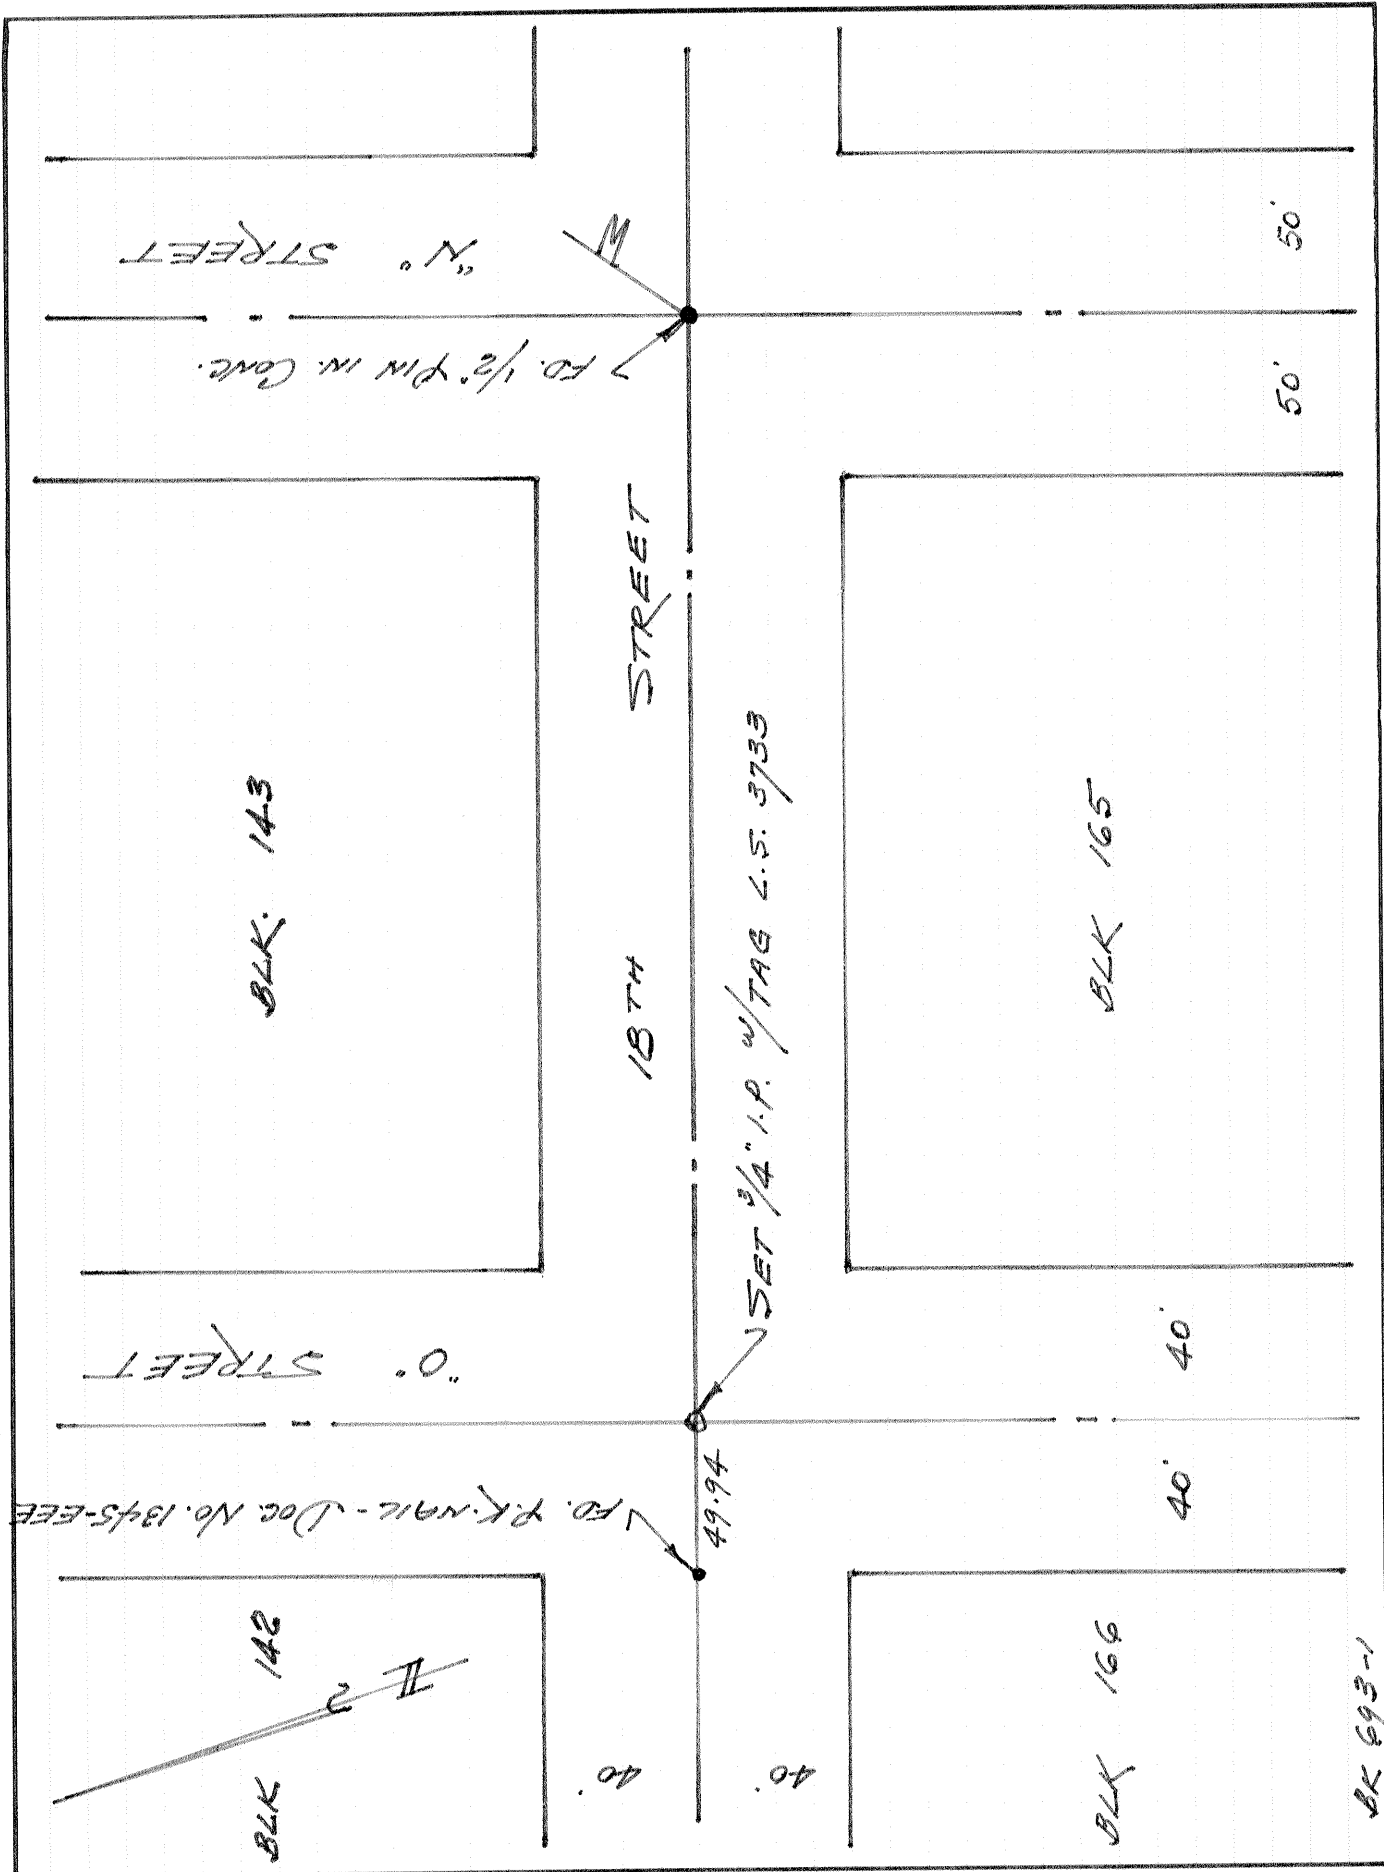 "N" STREET
M
50'
50'
FD. 1/2" PIN IN CONC.
BLK. 143
18TH STREET
SET 3/4" I.P. W/TAG L.S. 3733
BLK 165
"O" STREET
40'
40'
49.94
FD. P.K. NAIL - DOC. NO. 1345-EEE
BLK 142
40'
40'
BLK 166
BK 693-1